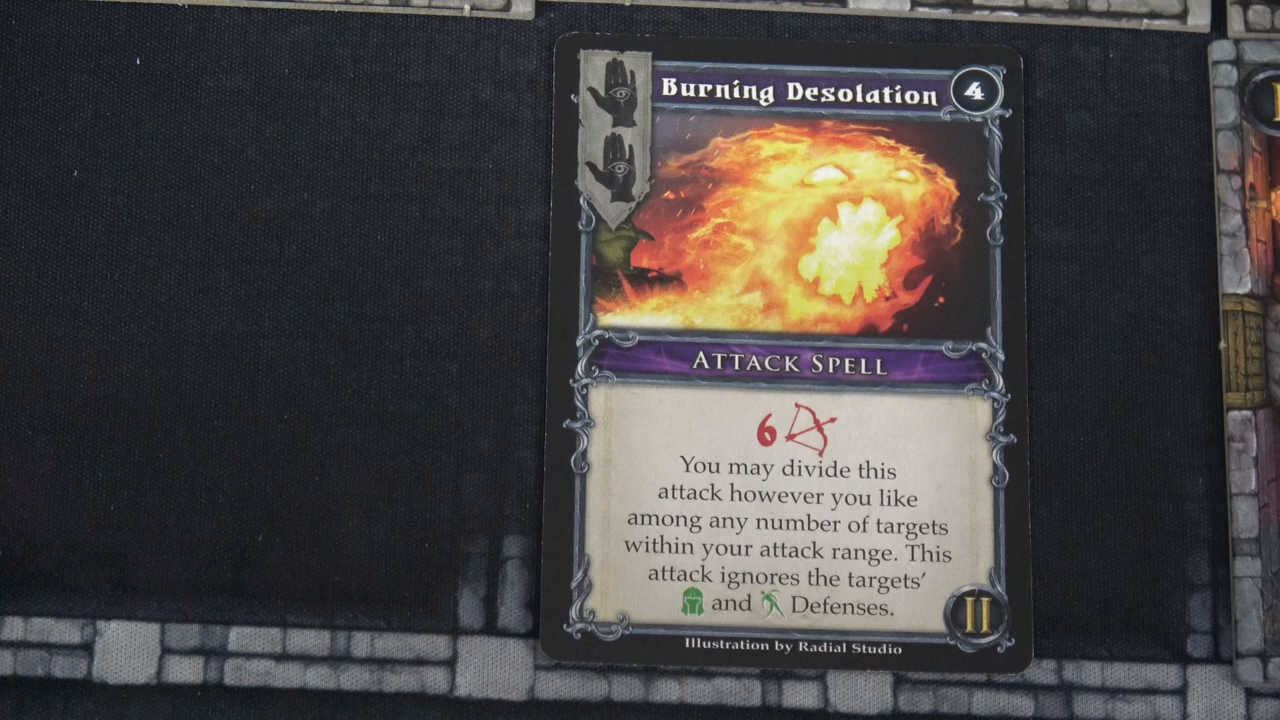 Burning Desolation 4
Attack Spell
6
You may divide this
attack however you like
among any number of targets
within your attack range. This
attack ignores the targets'
and Defenses.
II
Illustration by Radial Studio